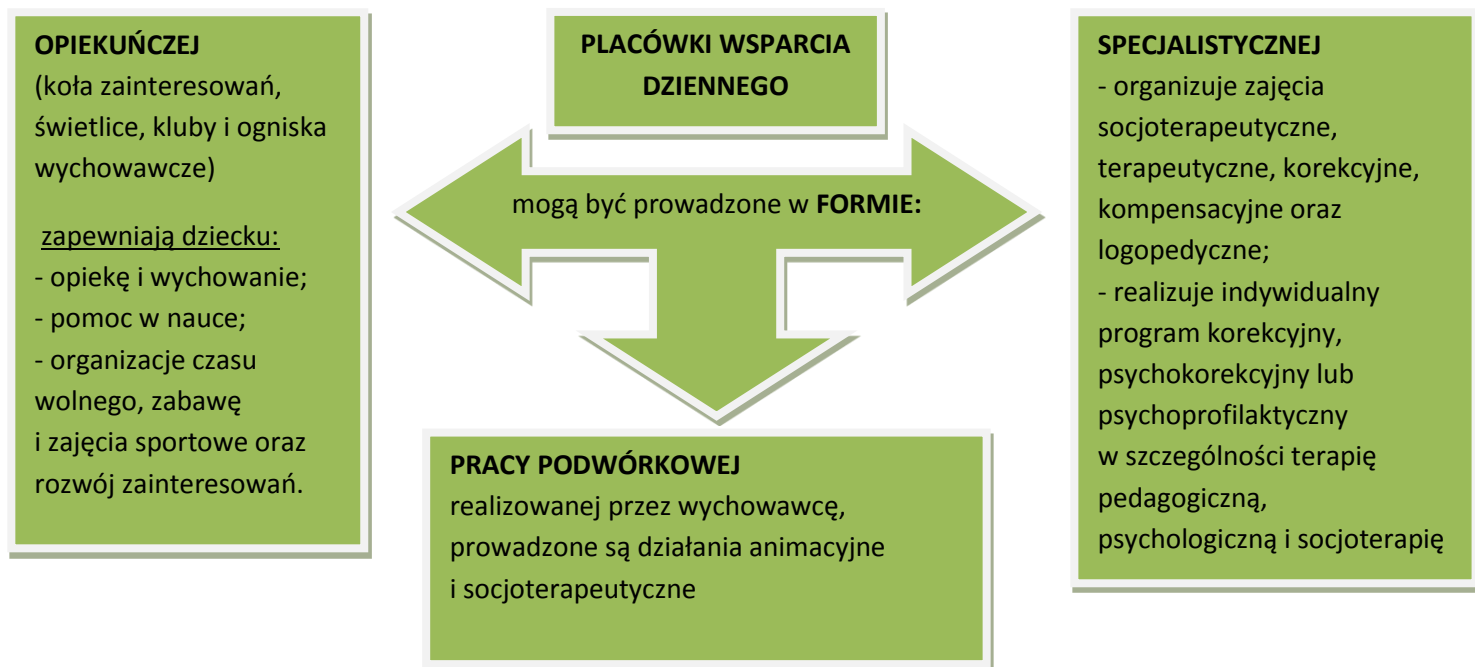 PLACÓWKI WSPARCIA
DZIENNEGO
mogą być prowadzone w FORMIE:
OPIEKUŃCZEJ
(koła zainteresowań,
świetlice, kluby i ogniska
wychowawcze)
zapewniają dziecku:
- opiekę i wychowanie;
- pomoc w nauce;
- organizacje czasu
wolnego, zabawę
i zajęcia sportowe oraz
rozwój zainteresowań.
PRACY PODWÓRKOWEJ
realizowanej przez wychowawcę,
prowadzone są działania animacyjne
i socjoterapeutyczne
SPECJALISTYCZNEJ
- organizuje zajęcia
socjoterapeutyczne,
terapeutyczne, korekcyjne,
kompensacyjne oraz
logopedyczne;
- realizuje indywidualny
program korekcyjny,
psychokorekcyjny lub
psychoprofilaktyczny
w szczególności terapię
pedagogiczną,
psychologiczną i socjoterapię